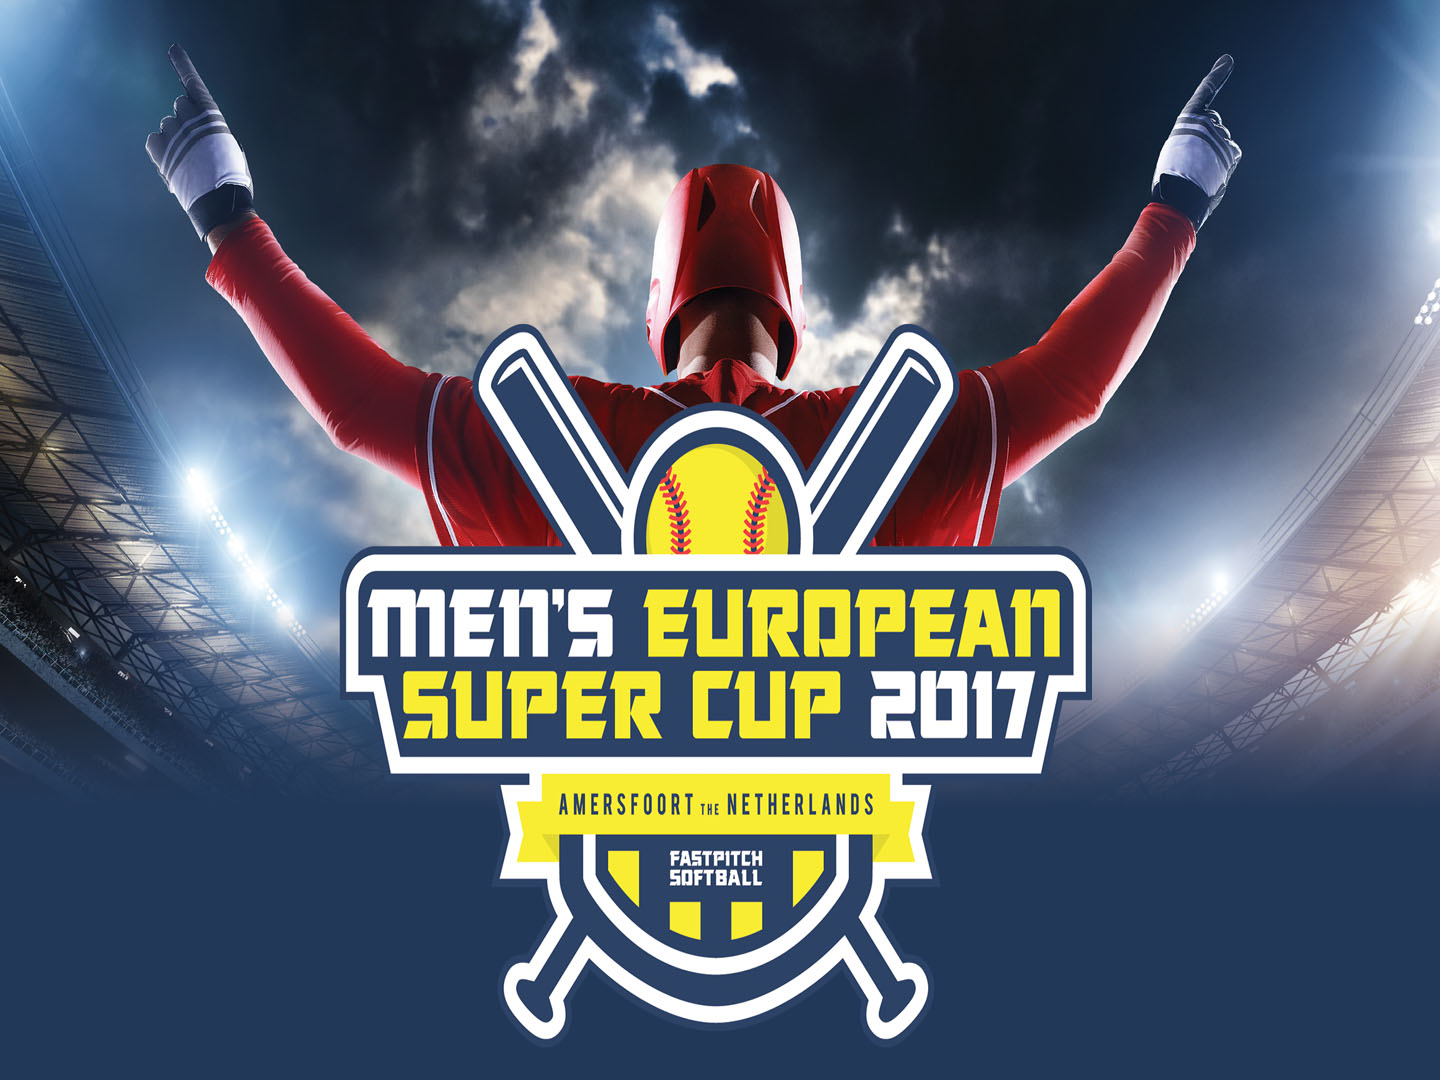 MEN'S EUROPEAN
SUPER CUP 2017
AMERSFOORT THE NETHERLANDS
FASTPITCH
SOFTBALL